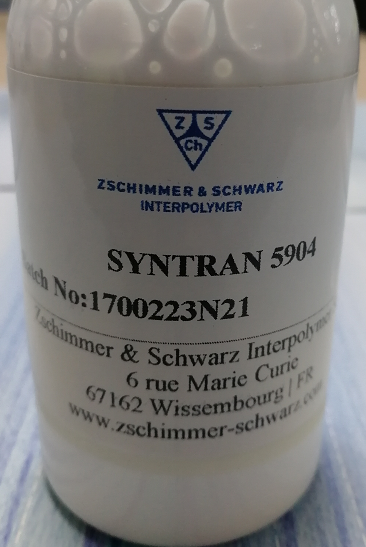 Z S
Ch
ZSCHIMMER & SCHWARZ
INTERPOLYMER
SYNTRAN 5904
No:1700223N21
Zschimmer & Schwarz Interpolymer
6 rue Marie Curie
67162 Wissembourg | FR
www.zschimmer-schwarz.com